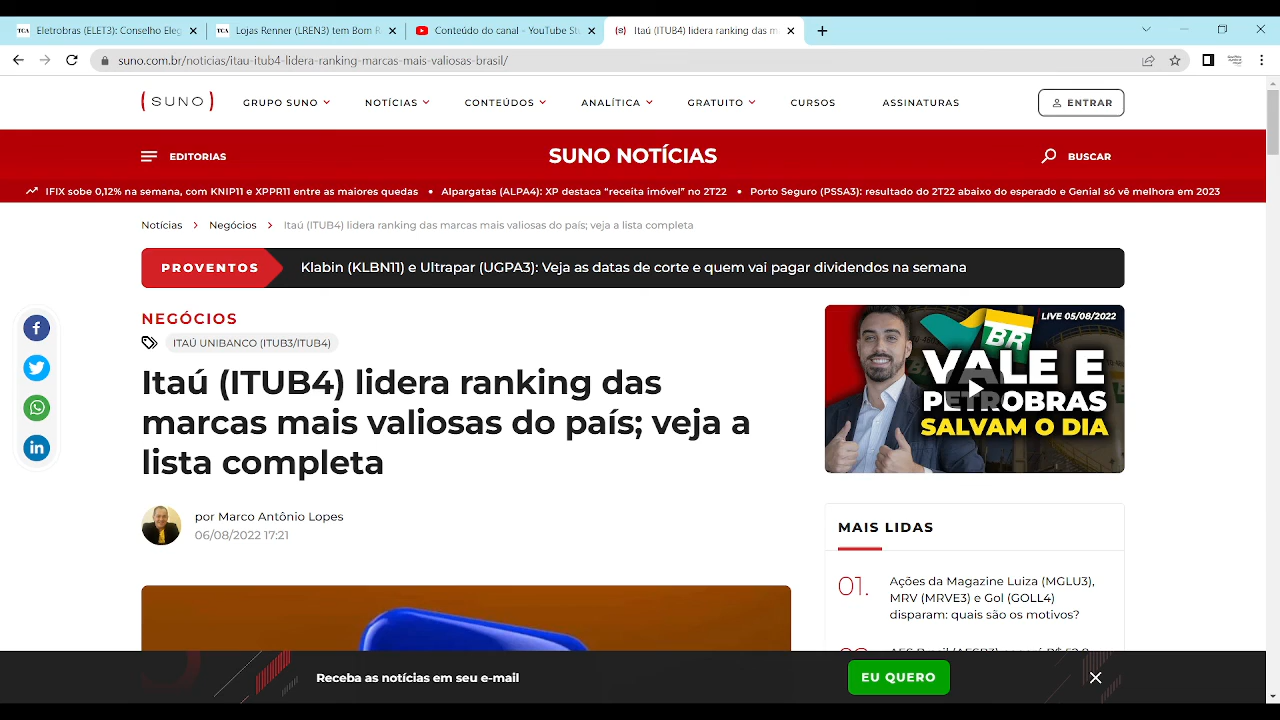 Eletrobras (ELET3): Conselho Eleg
Lojas Renner (LREN3) tem Bom R
Conteúdo do canal - YouTube Stu
Itaú (ITUB4) lidera ranking das m
suno.com.br/noticias/itau-itub4-lidera-ranking-marcas-mais-valiosas-brasil/
(SUNO)
GRUPO SUNO
NOTÍCIAS
CONTEÚDOS
ANALÍTICA
GRATUITO
CURSOS
ASSINATURAS
ENTRAR
EDITORIAS
SUNO NOTÍCIAS
BUSCAR
IFIX sobe 0,12% na semana, com KNIP11 e XPPR11 entre as maiores quedas • Alpargatas (ALPA4): XP destaca “receita imóvel” no 2T22 • Porto Seguro (PSSA3): resultado do 2T22 abaixo do esperado e Genial só vê melhora em 2023
Notícias > Negócios > Itaú (ITUB4) lidera ranking das marcas mais valiosas do país; veja a lista completa
PROVENTOS
Klabin (KLBN11) e Ultrapar (UGPA3): Veja as datas de corte e quem vai pagar dividendos na semana
NEGÓCIOS
ITAÚ UNIBANCO (ITUB3/ITUB4)
Itaú (ITUB4) lidera ranking das
marcas mais valiosas do país; veja a
lista completa
por Marco Antônio Lopes
06/08/2022 17:21
LIVE 05/08/2022
BR
VALE E
PETROBRAS
SALVAM O DIA
MAIS LIDAS
01.
Ações da Magazine Luiza (MGLU3),
MRV (MRVE3) e Gol (GOLL4)
disparam: quais são os motivos?
Receba as notícias em seu e-mail
EU QUERO